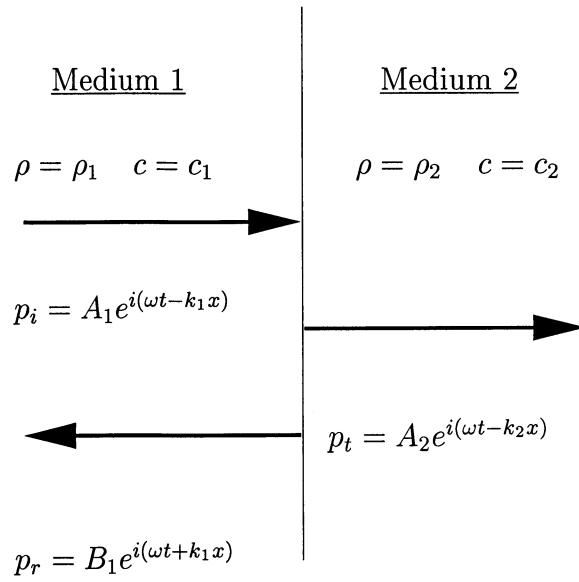 Medium 1
Medium 2
ρ = ρ₁ c = c₁
ρ = ρ₂ c = c₂
pᵢ = A₁e^{i(ωt−k₁x)}
pₜ = A₂e^{i(ωt−k₂x)}
pᵣ = B₁e^{i(ωt+k₁x)}